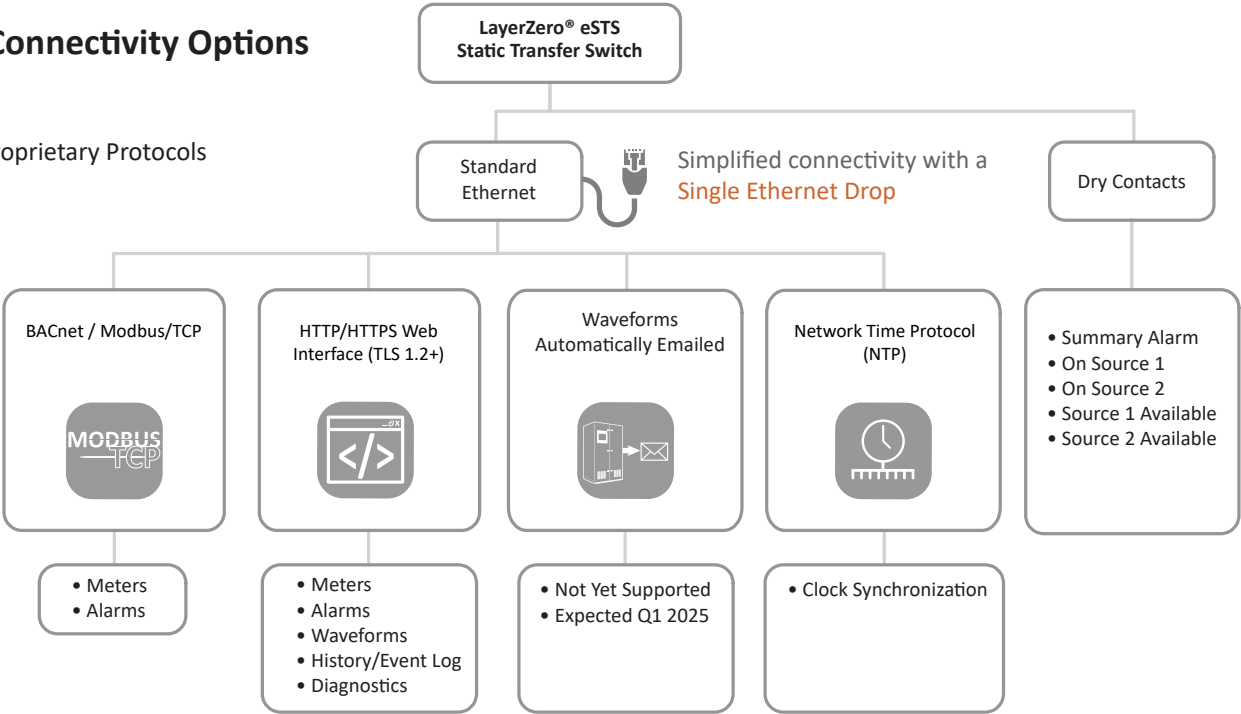 Connectivity Options
LayerZero® eSTS
Static Transfer Switch
oprietary Protocols
Standard
Ethernet
Simplified connectivity with a
Single Ethernet Drop
Dry Contacts
BACnet / Modbus/TCP
MODBUS
TCP
HTTP/HTTPS Web
Interface (TLS 1.2+)
</>
Waveforms
Automatically Emailed
Network Time Protocol
(NTP)
• Summary Alarm
• On Source 1
• On Source 2
• Source 1 Available
• Source 2 Available
• Meters
• Alarms
• Meters
• Alarms
• Waveforms
• History/Event Log
• Diagnostics
• Not Yet Supported
• Expected Q1 2025
• Clock Synchronization